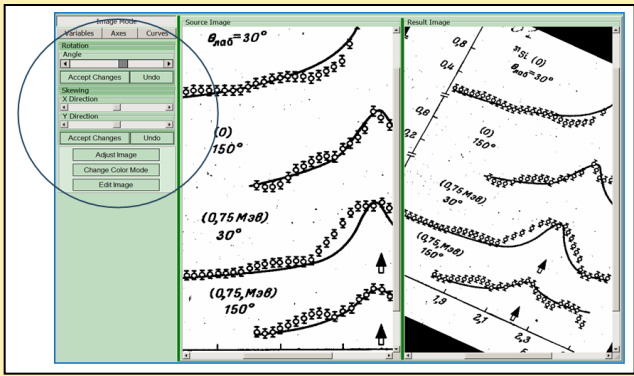 Image Mode
Variables Axes Curves
Rotation
Angle
Accept Changes Undo
Skewing
X Direction
Y Direction
Accept Changes Undo
Adjust Image
Change Color Mode
Edit Image
Source Image
θлаб=30°
(0)
150°
(0,75 Мэв)
30°
(0,75, Мэв)
150°
Result Image
0,8
³¹Si (0)
θлаб=30°
0,4
0,8
(0)
150°
0,2
(0,75 Мэв)
30°
(0,75, Мэв)
150°
1,9
2,1
2,3